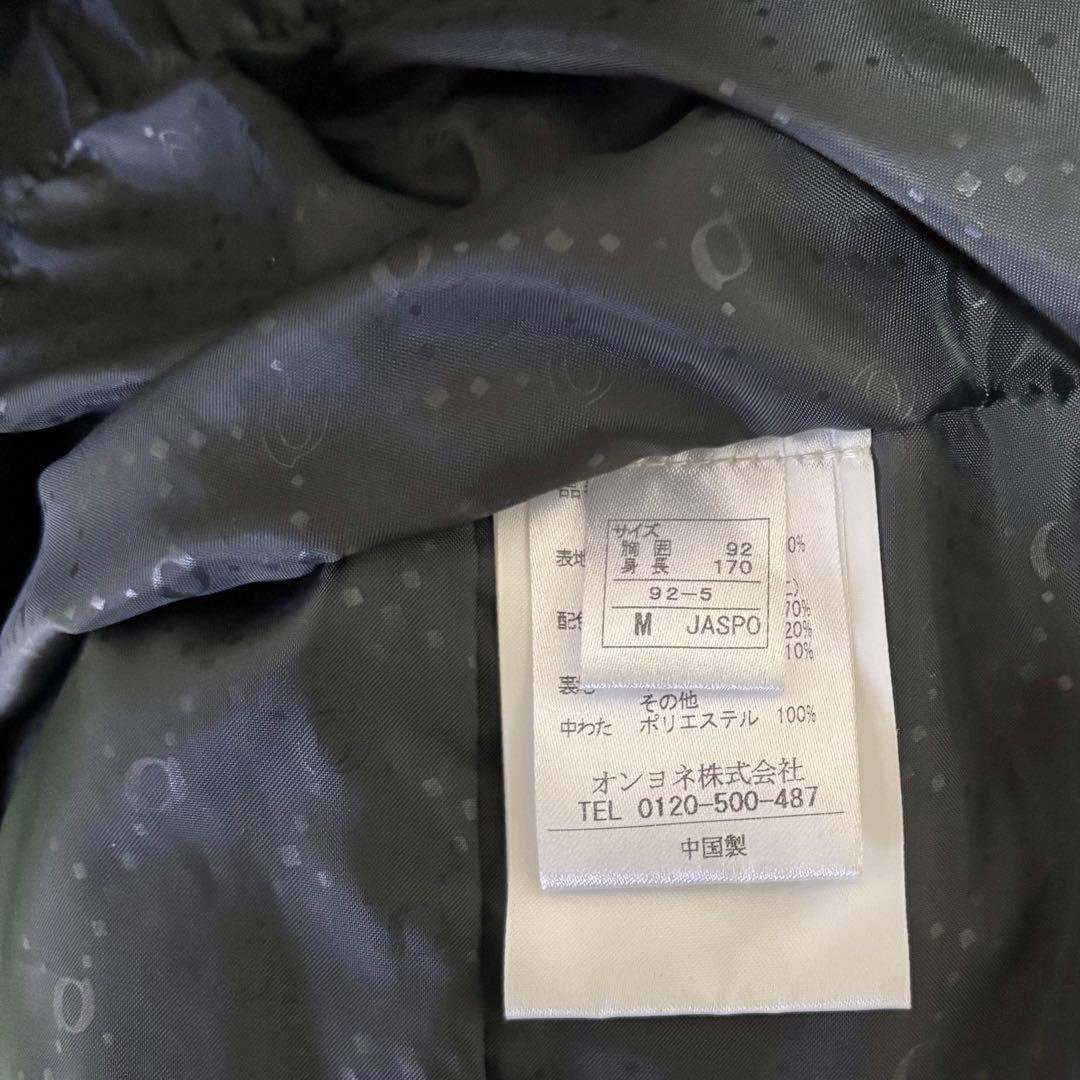 サイズ
胸囲 92
身長 170
92-5
M JASPO
表地 0%
配色 70%
20%
10%
その他
中わた ポリエステル 100%
オンヨネ株式会社
TEL 0120-500-487
中国製